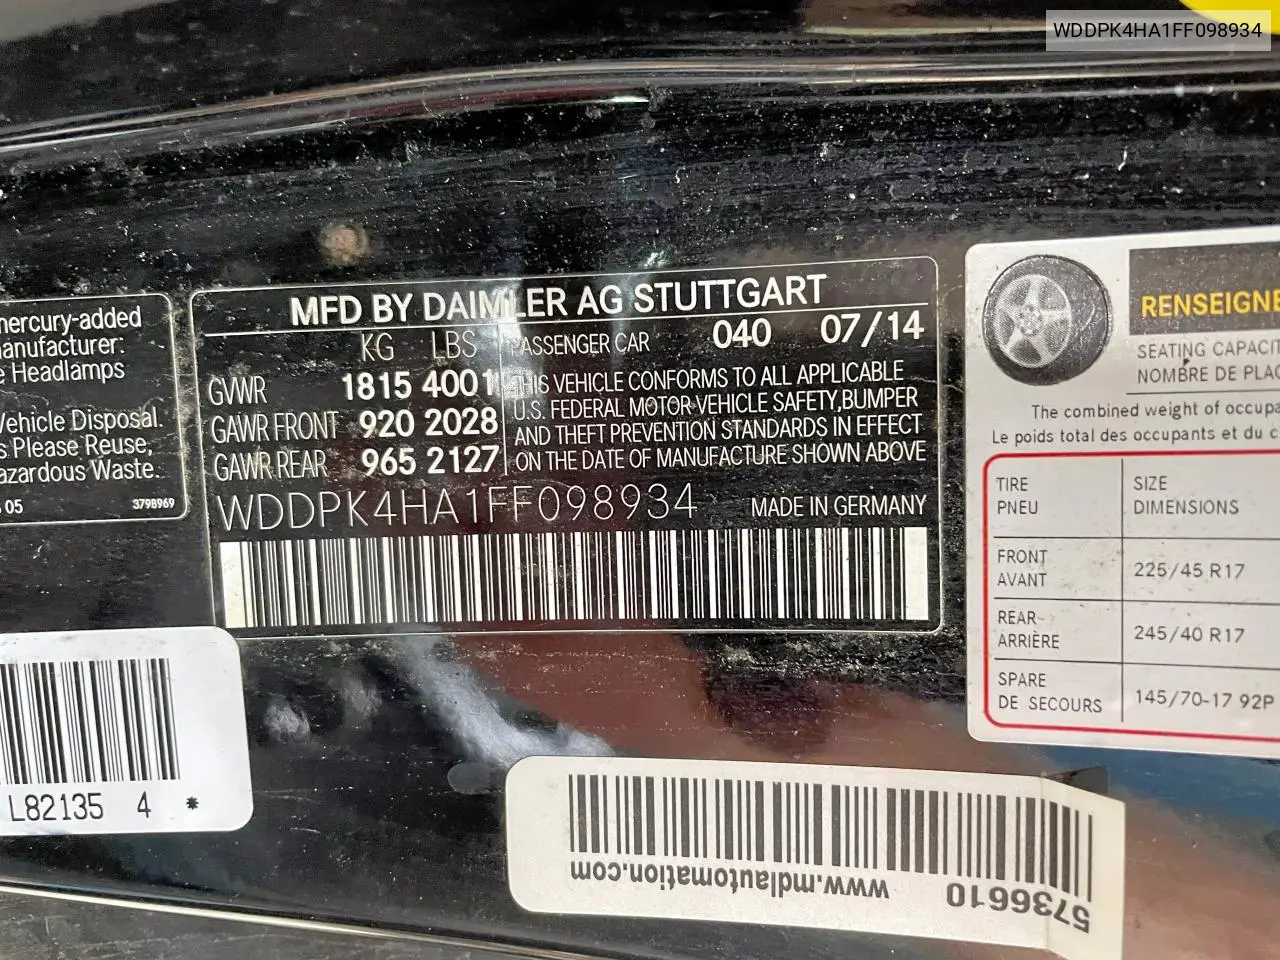 WDDPK4HA1FF098934
mercury-added
anufacturer:
e Headlamps
Vehicle Disposal.
s Please Reuse,
azardous Waste.
05
3798969
MFD BY DAIMLER AG STUTTGART
KG LBS PASSENGER CAR 040 07/14
GVWR 1815 4001
GAWR FRONT 920 2028
GAWR REAR 965 2127
THIS VEHICLE CONFORMS TO ALL APPLICABLE
U.S. FEDERAL MOTOR VEHICLE SAFETY, BUMPER
AND THEFT PREVENTION STANDARDS IN EFFECT
ON THE DATE OF MANUFACTURE SHOWN ABOVE
WDDPK4HA1FF098934 MADE IN GERMANY
RENSEIGNE
SEATING CAPACIT
NOMBRE DE PLAC
The combined weight of occupa
Le poids total des occupants et du c
TIRE SIZE
PNEU DIMENSIONS
FRONT
AVANT 225/45 R17
REAR
ARRIÈRE 245/40 R17
SPARE
DE SECOURS 145/70-17 92P
L82135 4 *
5736610 www.mdlautomation.com